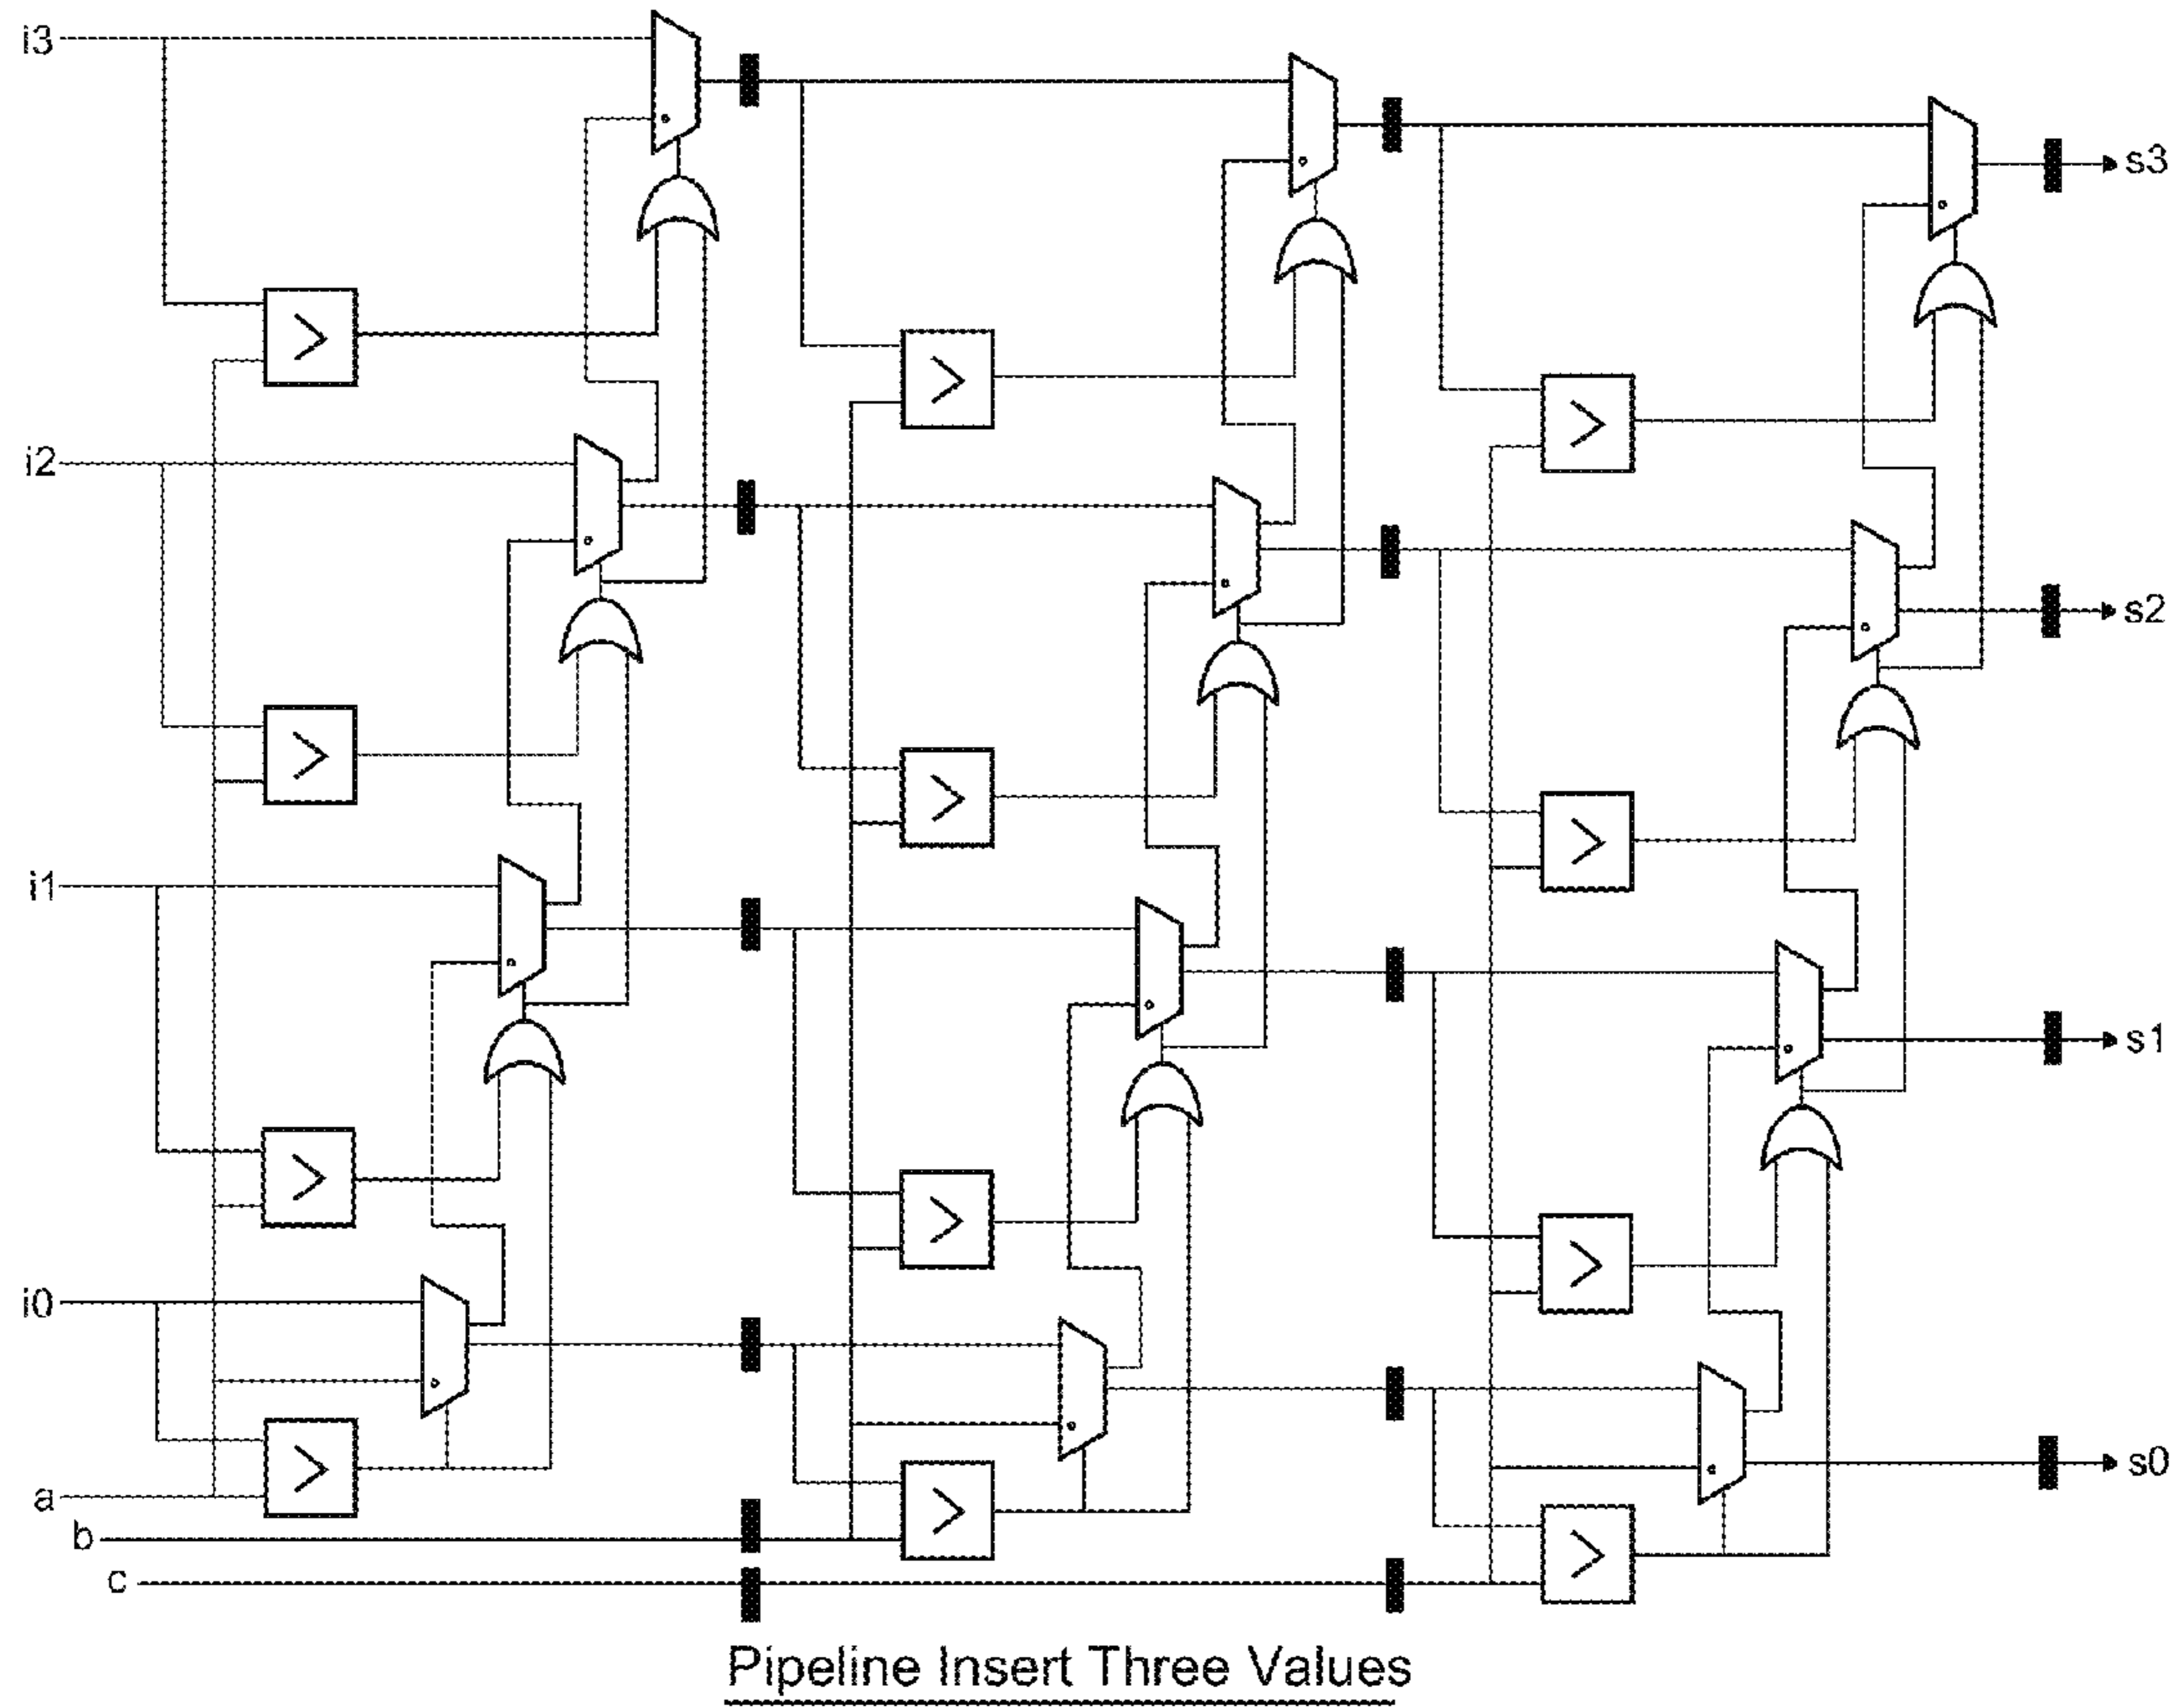 i3
s3
>
>
>
i2
s2
>
>
>
i1
s1
>
>
>
i0
s0
a
>
>
>
b
c
Pipeline Insert Three Values